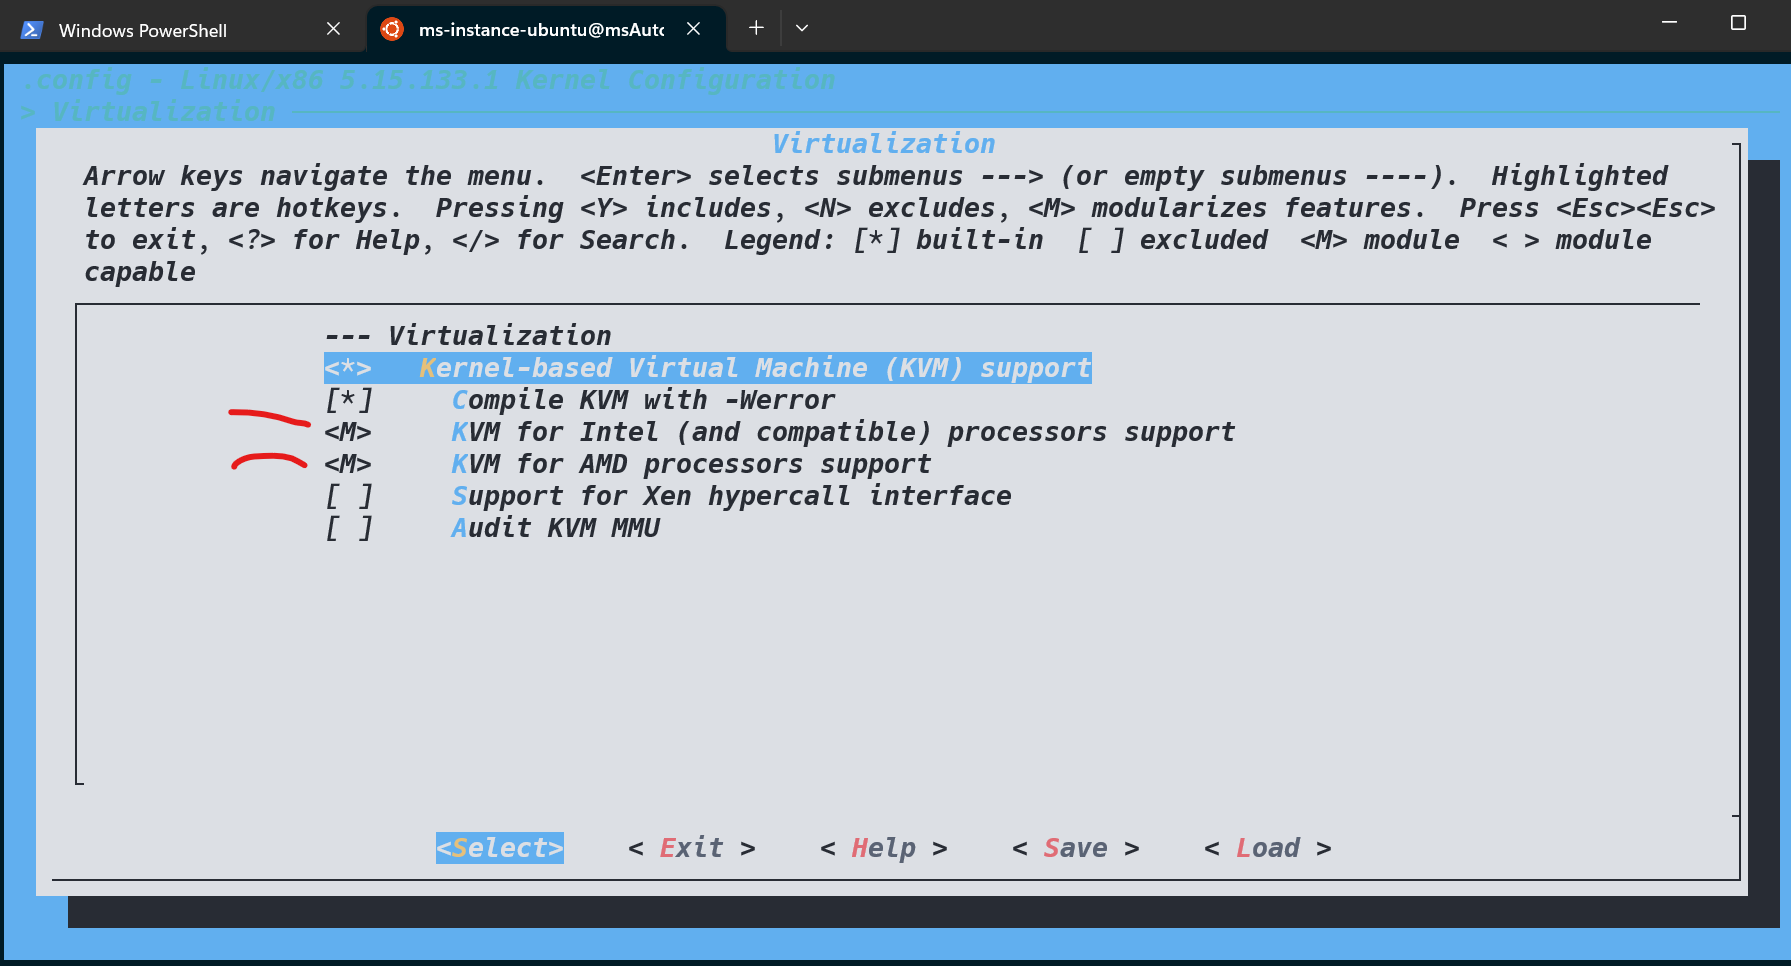 Windows PowerShell
ms-instance-ubuntu@msAuto
.config - Linux/x86 5.15.133.1 Kernel Configuration
> Virtualization
Virtualization
Arrow keys navigate the menu.  <Enter> selects submenus ---> (or empty submenus ----).  Highlighted
letters are hotkeys.  Pressing <Y> includes, <N> excludes, <M> modularizes features.  Press <Esc><Esc>
to exit, <?> for Help, </> for Search.  Legend: [*] built-in  [ ] excluded  <M> module  < > module
capable
--- Virtualization
<*>   Kernel-based Virtual Machine (KVM) support
[*]     Compile KVM with -Werror
<M>     KVM for Intel (and compatible) processors support
<M>     KVM for AMD processors support
[ ]     Support for Xen hypercall interface
[ ]     Audit KVM MMU
<Select>    < Exit >    < Help >    < Save >    < Load >